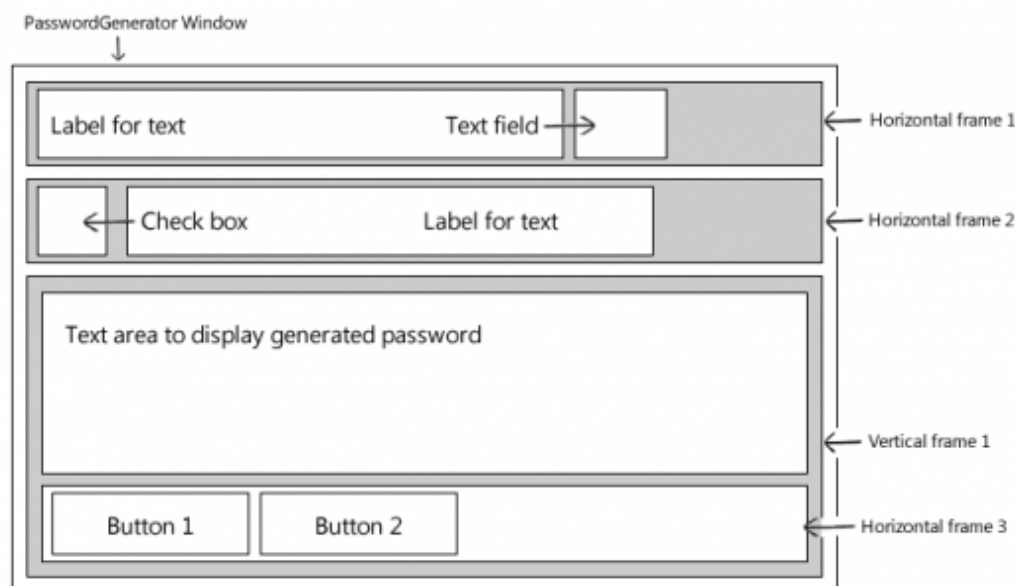 PasswordGenerator Window
Label for text
Text field
Horizontal frame 1
Check box
Label for text
Horizontal frame 2
Text area to display generated password
Vertical frame 1
Button 1
Button 2
Horizontal frame 3